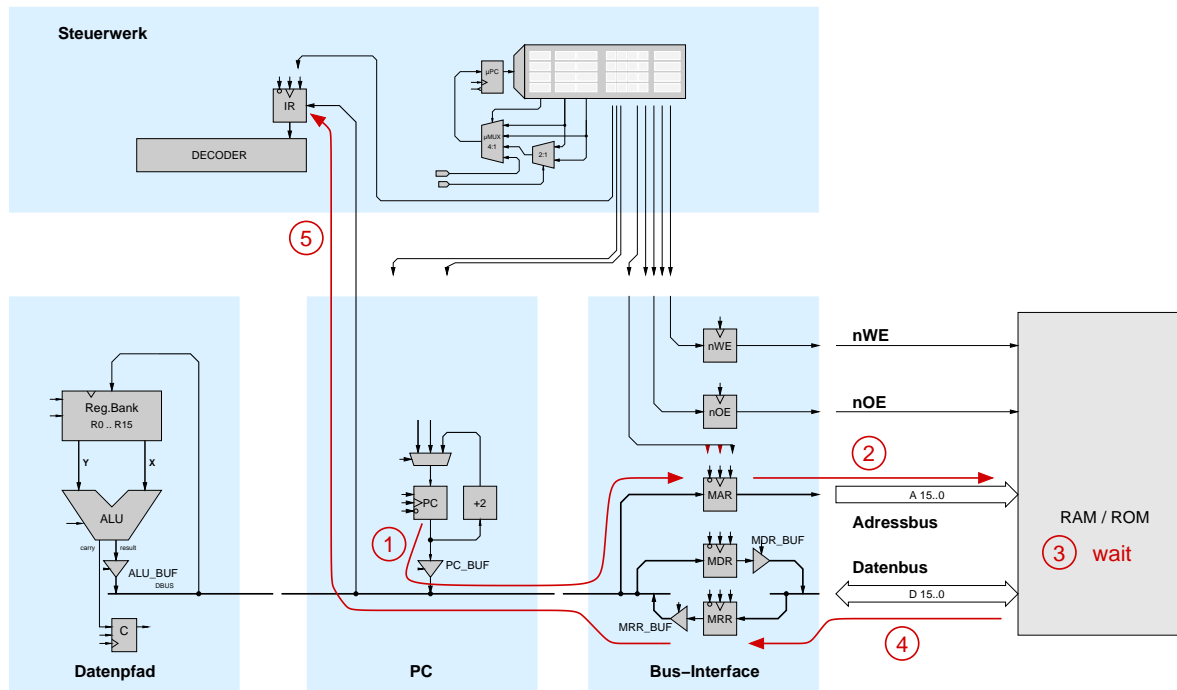 Steuerwerk
µPC
IR
µMUX
4:1
2:1
DECODER
5
nWE
nWE
nOE
nOE
Reg.Bank
R0 .. R15
Y
X
2
PC
+2
MAR
A 15..0
ALU
RAM / ROM
Adressbus
1
3 wait
carry
result
MDR_BUF
MDR
ALU_BUF
PC_BUF
Datenbus
DBUS
D 15..0
MRR
MRR_BUF
C
4
Datenpfad
PC
Bus–Interface